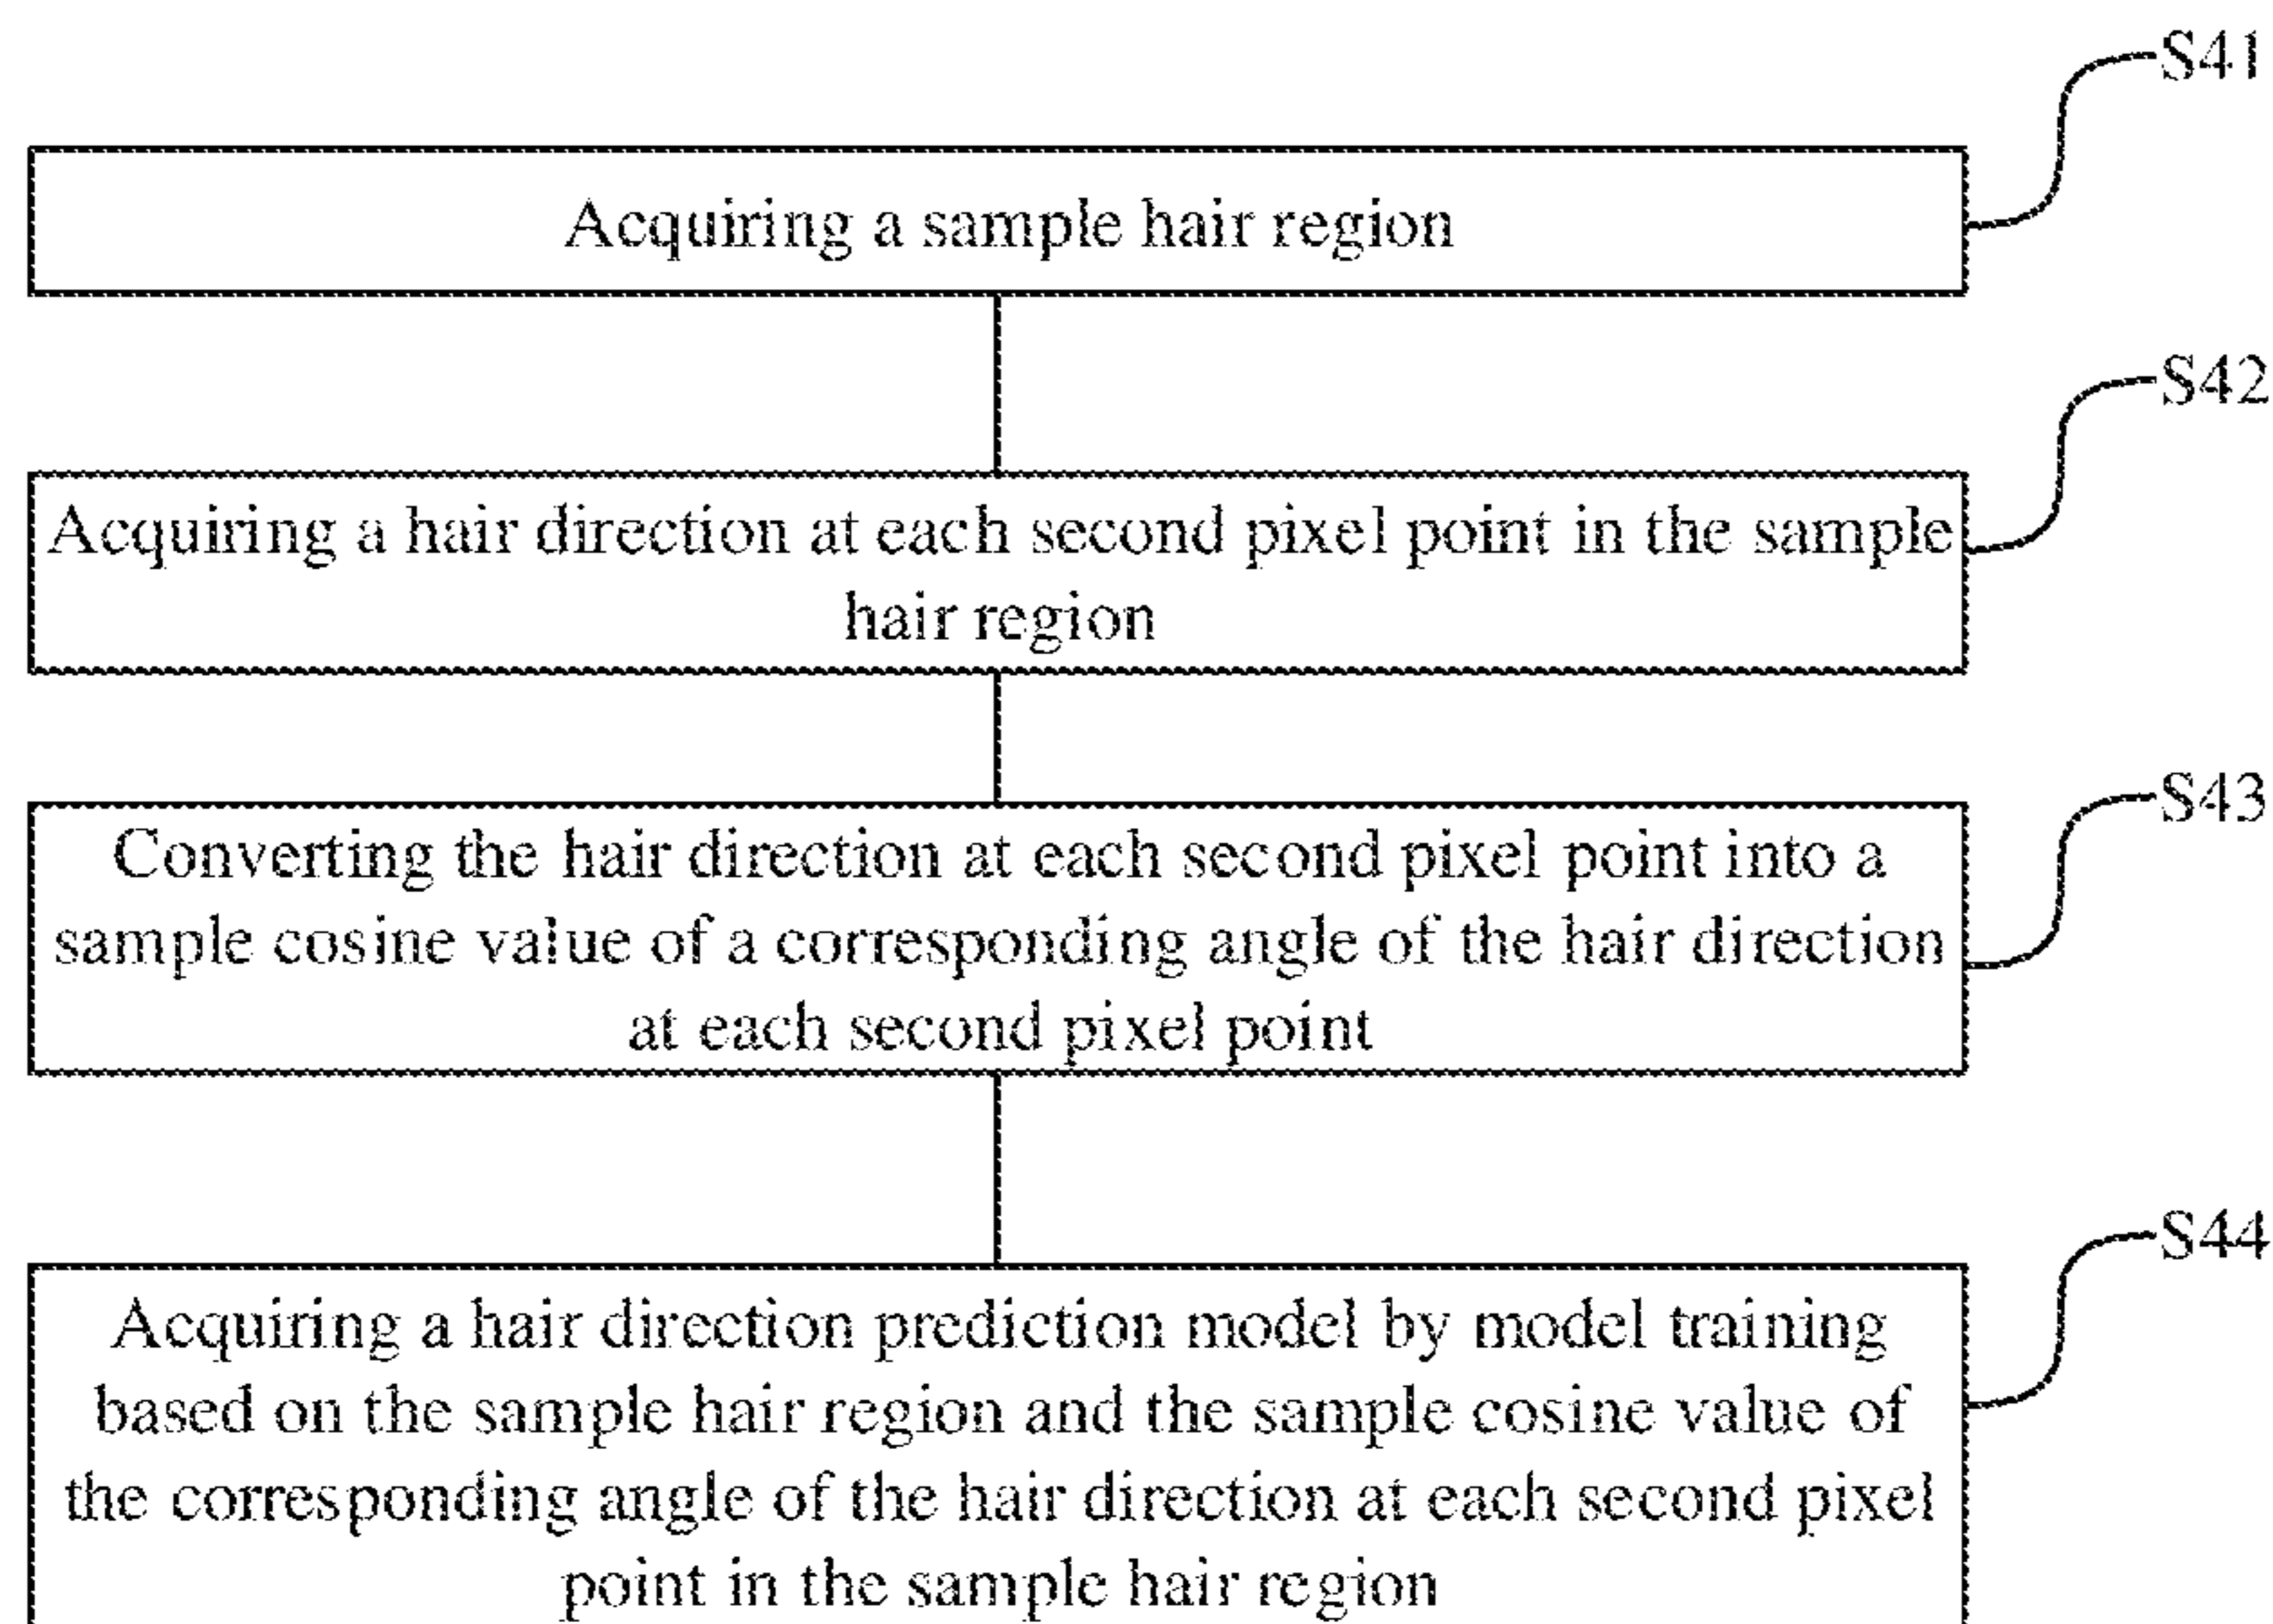 S41
Acquiring a sample hair region
S42
Acquiring a hair direction at each second pixel point in the sample
hair region
S43
Converting the hair direction at each second pixel point into a
sample cosine value of a corresponding angle of the hair direction
at each second pixel point
S44
Acquiring a hair direction prediction model by model training
based on the sample hair region and the sample cosine value of
the corresponding angle of the hair direction at each second pixel
point in the sample hair region